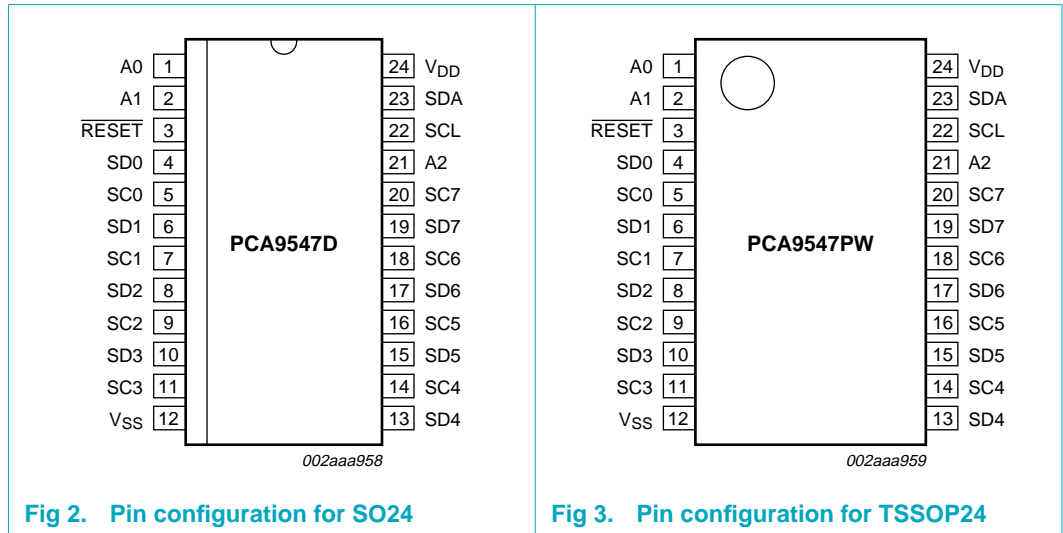 A0 1
A1 2
RESET 3
SD0 4
SC0 5
SD1 6
SC1 7
SD2 8
SC2 9
SD3 10
SC3 11
VSS 12
PCA9547D
24 VDD
23 SDA
22 SCL
21 A2
20 SC7
19 SD7
18 SC6
17 SD6
16 SC5
15 SD5
14 SC4
13 SD4
002aaa958
Fig 2. Pin configuration for SO24
A0 1
A1 2
RESET 3
SD0 4
SC0 5
SD1 6
SC1 7
SD2 8
SC2 9
SD3 10
SC3 11
VSS 12
PCA9547PW
24 VDD
23 SDA
22 SCL
21 A2
20 SC7
19 SD7
18 SC6
17 SD6
16 SC5
15 SD5
14 SC4
13 SD4
002aaa959
Fig 3. Pin configuration for TSSOP24